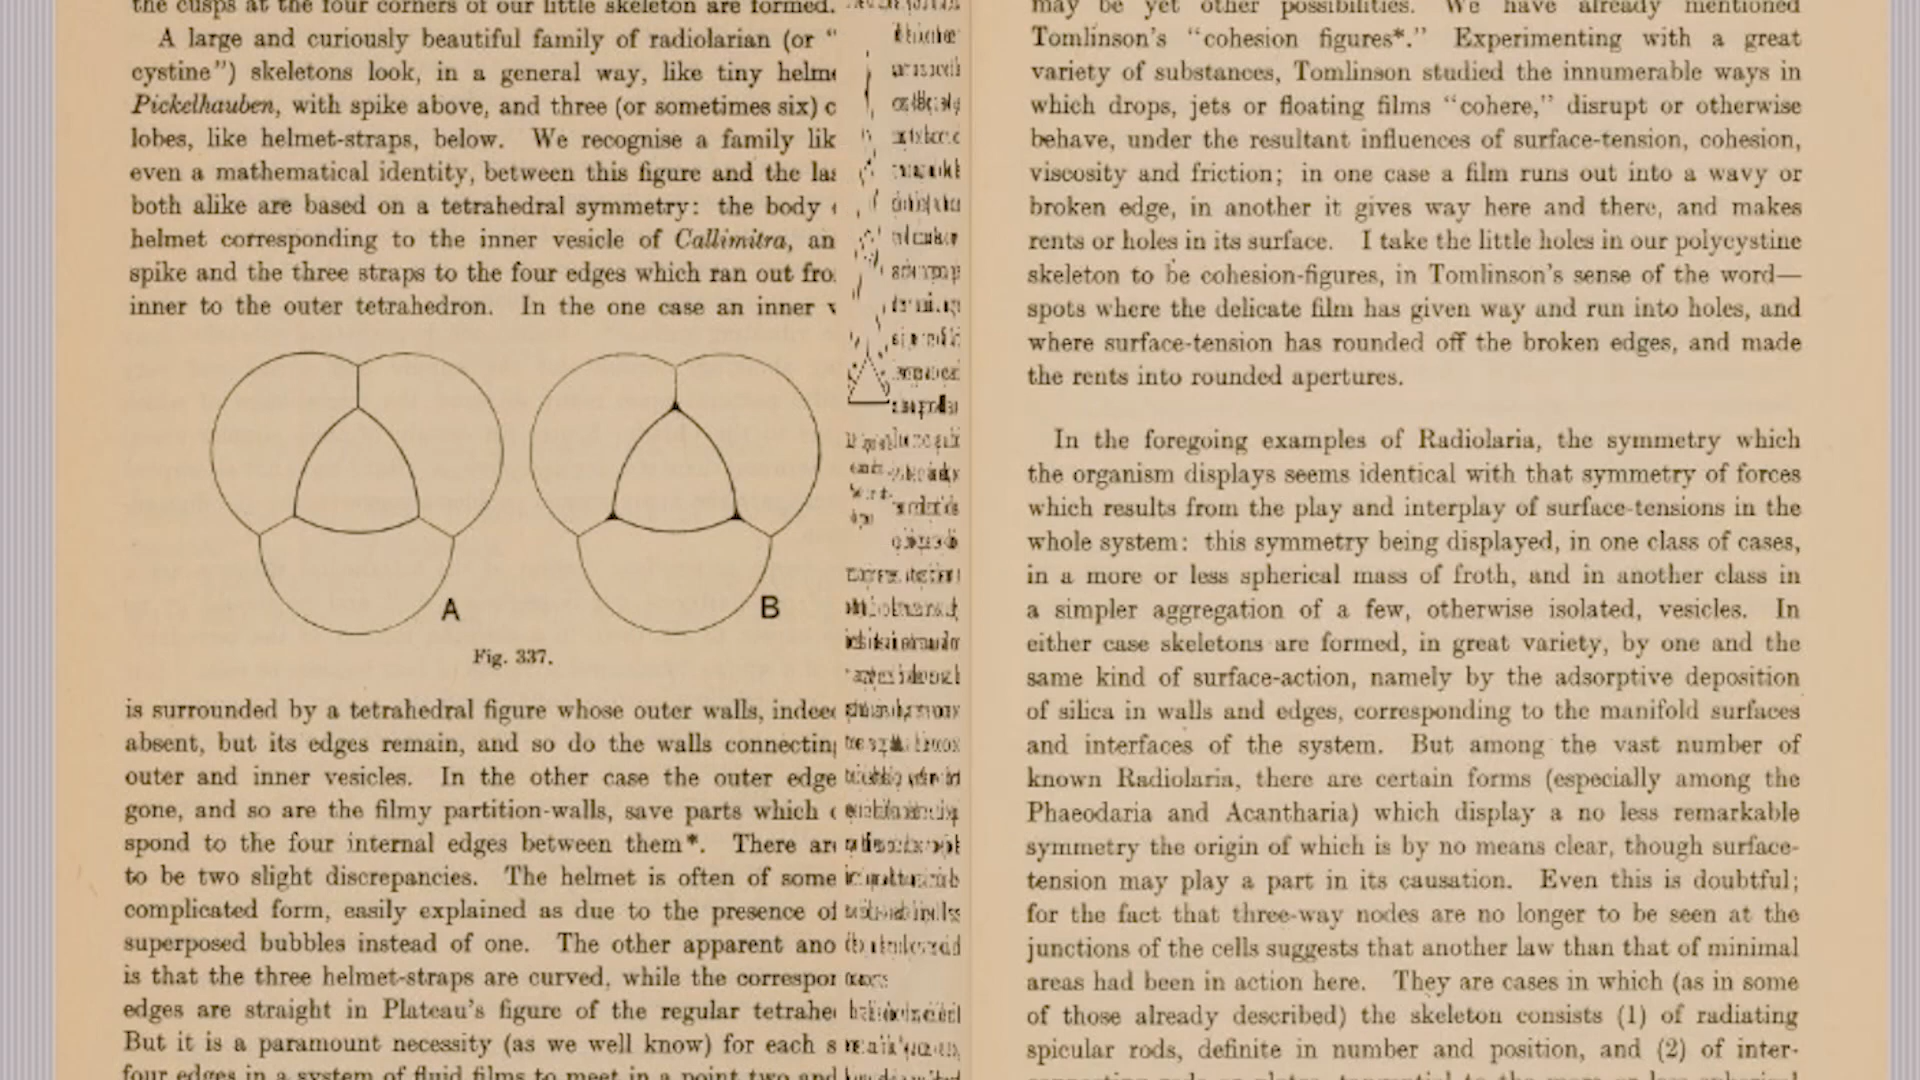 the cusps at the four corners of our little skeleton are formed.
A large and curiously beautiful family of radiolarian (or "
cystine") skeletons look, in a general way, like tiny helm
Pickelhauben, with spike above, and three (or sometimes six) c
lobes, like helmet-straps, below. We recognise a family lik
even a mathematical identity, between this figure and the las
both alike are based on a tetrahedral symmetry: the body
helmet corresponding to the inner vesicle of Callimitra, an
spike and the three straps to the four edges which ran out fro
inner to the outer tetrahedron. In the one case an inner v
A
B
Fig. 337.
is surrounded by a tetrahedral figure whose outer walls, indeed
absent, but its edges remain, and so do the walls connecting
outer and inner vesicles. In the other case the outer edge
gone, and so are the filmy partition-walls, save parts which c
spond to the four internal edges between them*. There are
to be two slight discrepancies. The helmet is often of some
complicated form, easily explained as due to the presence of
superposed bubbles instead of one. The other apparent ano
is that the three helmet-straps are curved, while the correspon
edges are straight in Plateau's figure of the regular tetrahe
But it is a paramount necessity (as we well know) for each s
four edges in a system of fluid films to meet in a point two and
may be yet other possibilities. We have already mentioned
Tomlinson's "cohesion figures*." Experimenting with a great
variety of substances, Tomlinson studied the innumerable ways in
which drops, jets or floating films "cohere," disrupt or otherwise
behave, under the resultant influences of surface-tension, cohesion,
viscosity and friction; in one case a film runs out into a wavy or
broken edge, in another it gives way here and there, and makes
rents or holes in its surface. I take the little holes in our polycystine
skeleton to be cohesion-figures, in Tomlinson's sense of the word—
spots where the delicate film has given way and run into holes, and
where surface-tension has rounded off the broken edges, and made
the rents into rounded apertures.
In the foregoing examples of Radiolaria, the symmetry which
the organism displays seems identical with that symmetry of forces
which results from the play and interplay of surface-tensions in the
whole system: this symmetry being displayed, in one class of cases,
in a more or less spherical mass of froth, and in another class in
a simpler aggregation of a few, otherwise isolated, vesicles. In
either case skeletons are formed, in great variety, by one and the
same kind of surface-action, namely by the adsorptive deposition
of silica in walls and edges, corresponding to the manifold surfaces
and interfaces of the system. But among the vast number of
known Radiolaria, there are certain forms (especially among the
Phaeodaria and Acantharia) which display a no less remarkable
symmetry the origin of which is by no means clear, though surface-
tension may play a part in its causation. Even this is doubtful;
for the fact that three-way nodes are no longer to be seen at the
junctions of the cells suggests that another law than that of minimal
areas had been in action here. They are cases in which (as in some
of those already described) the skeleton consists (1) of radiating
spicular rods, definite in number and position, and (2) of inter-